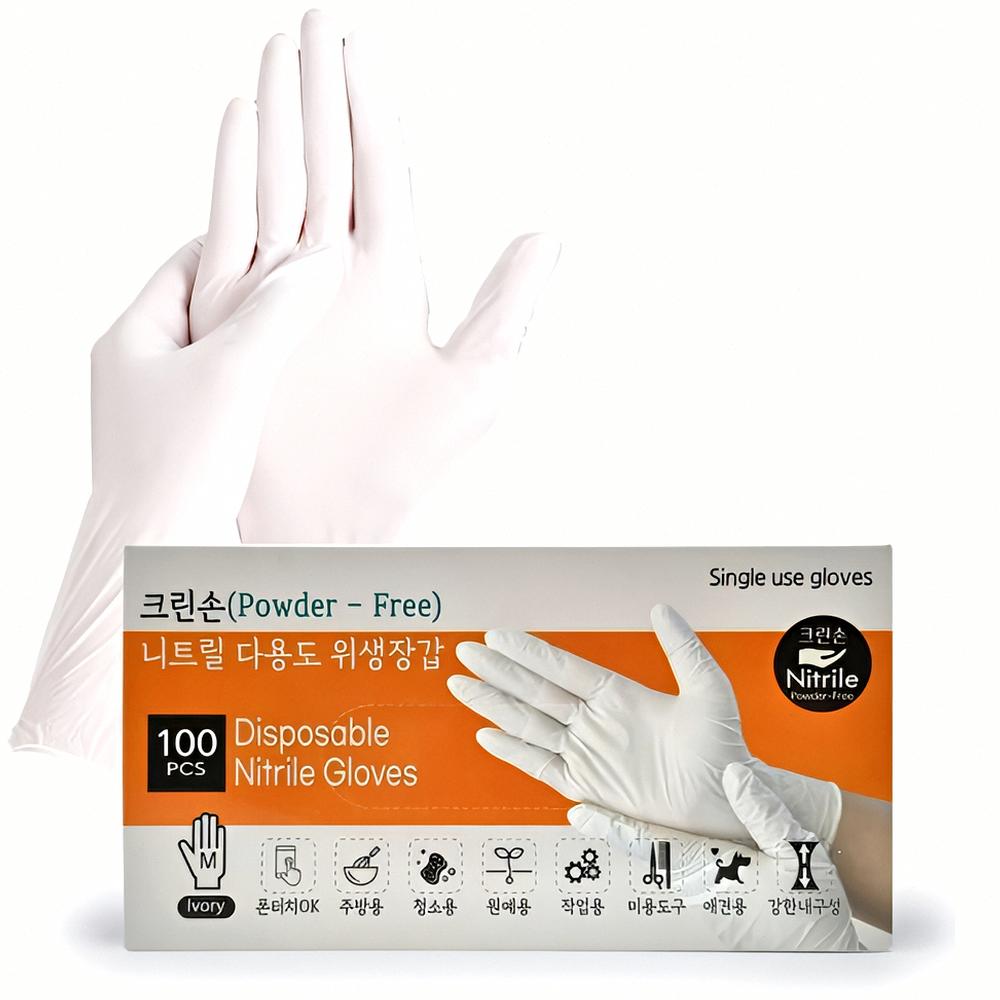 Single use gloves
크린손(Powder - Free)
니트릴 다용도 위생장갑
크린손
Nitrile
Powder-Free
100
PCS
Disposable
Nitrile Gloves
M
Ivory
폰터치OK
주방용
청소용
원예용
작업용
미용도구
애견용
강한내구성